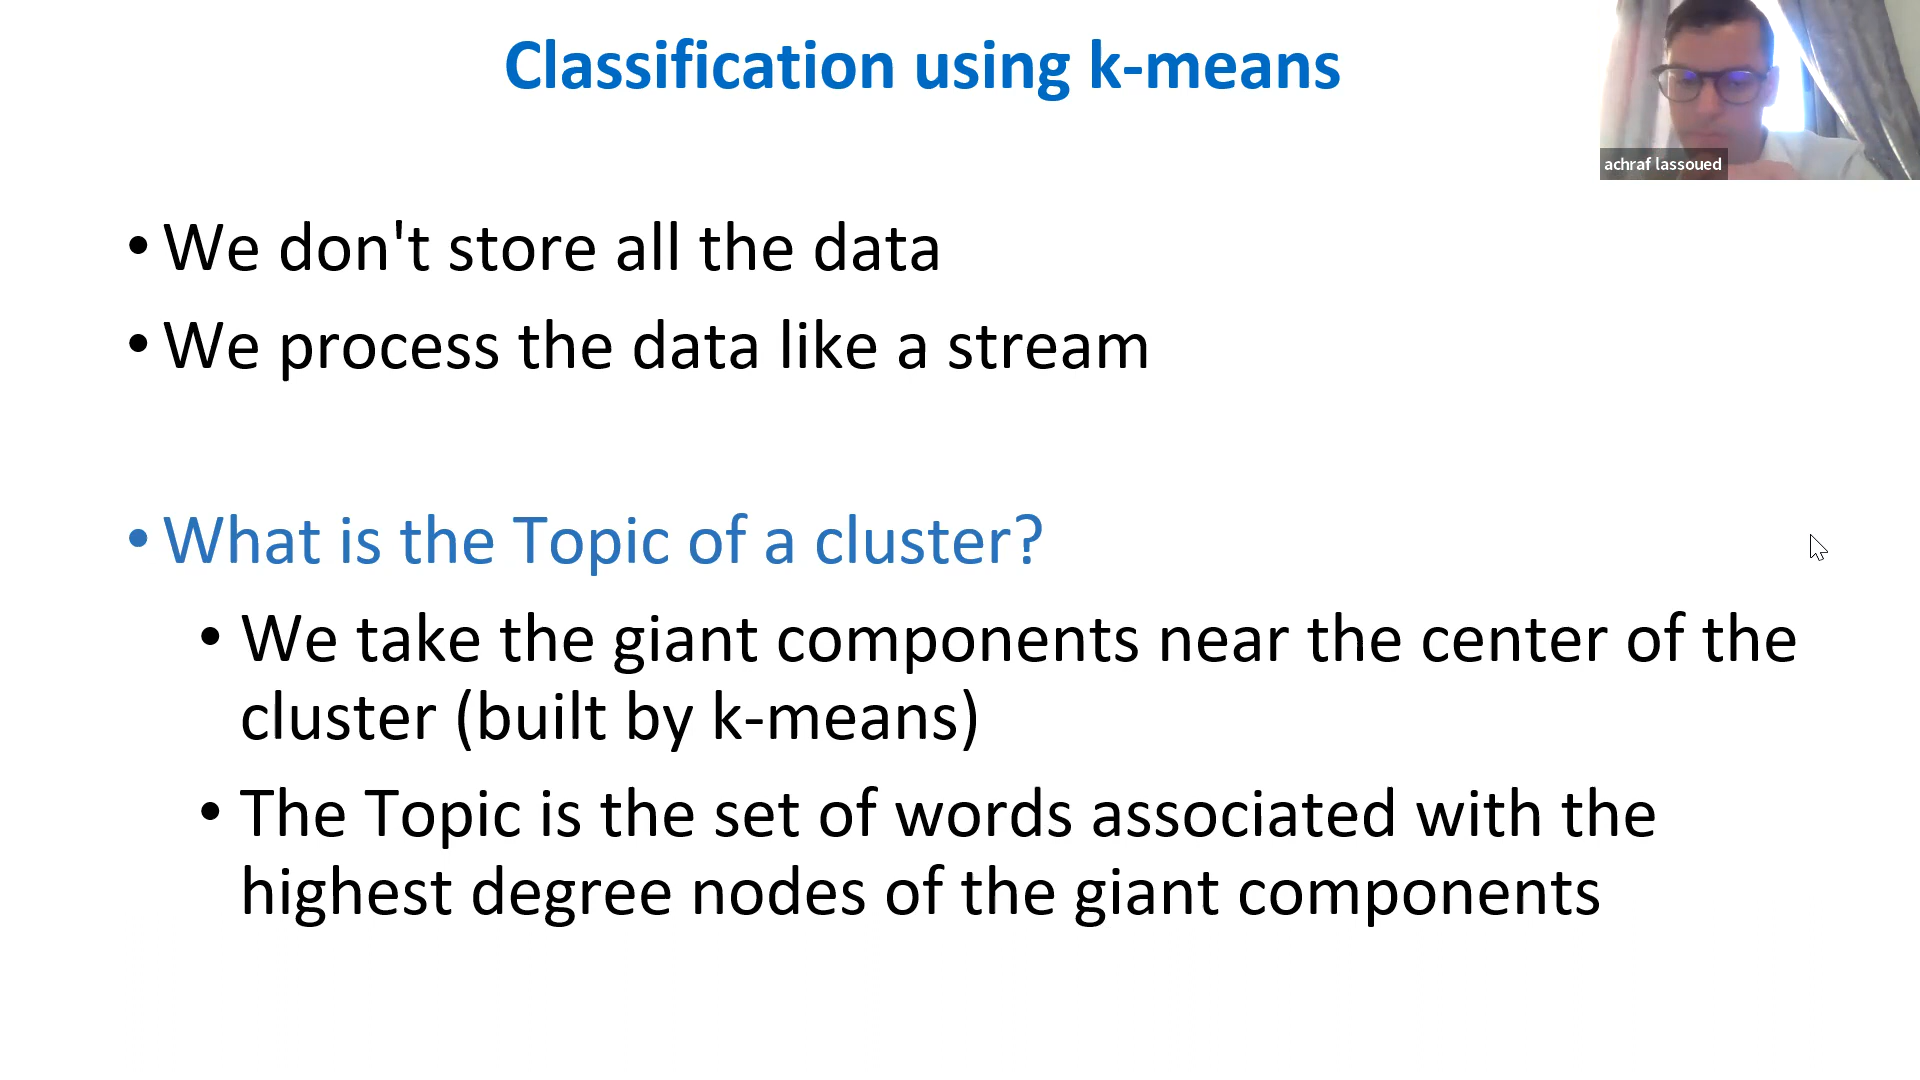 Classification using k-means
achraf lassoued
• We don't store all the data
• We process the data like a stream
• What is the Topic of a cluster?
• We take the giant components near the center of the
cluster (built by k-means)
• The Topic is the set of words associated with the
highest degree nodes of the giant components